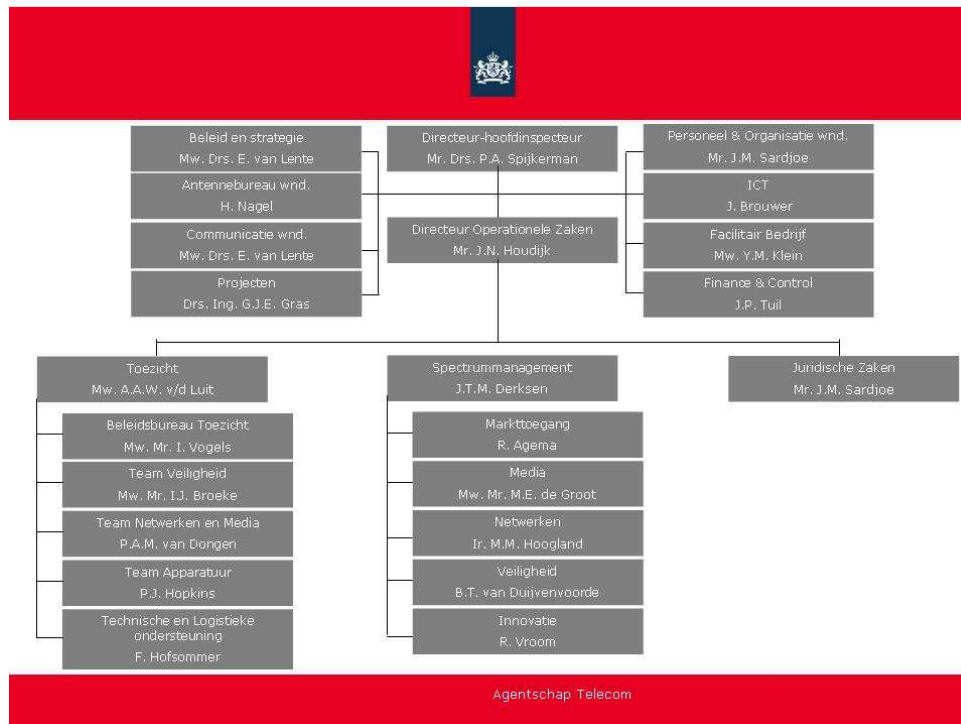 Beleid en strategie
Mw. Drs. E. van Lente
Antennebureau wnd.
H. Nagel
Communicatie wnd.
Mw. Drs. E. van Lente
Projecten
Drs. Ing. G.J.E. Gras
Directeur-hoofdinspecteur
Mr. Drs. P.A. Spijkerman
Directeur Operationele Zaken
Mr. J.N. Houdijk
Personeel & Organisatie wnd.
Mr. J.M. Sardjoe
ICT
J. Brouwer
Facilitair Bedrijf
Mw. Y.M. Klein
Finance & Control
J.P. Tuil
Toezicht
Mw. A.A.W. v/d Luit
Beleidsbureau Toezicht
Mw. Mr. I. Vogels
Team Veiligheid
Mw. Mr. I.J. Broeke
Team Netwerken en Media
P.A.M. van Dongen
Team Apparatuur
P.J. Hopkins
Technische en Logistieke
ondersteuning
F. Hofsommer
Spectrummanagement
J.T.M. Derksen
Markttoegang
R. Agema
Media
Mw. Mr. M.E. de Groot
Netwerken
Ir. M.M. Hoogland
Veiligheid
B.T. van Duijvenvoorde
Innovatie
R. Vroom
Juridische Zaken
Mr. J.M. Sardjoe
Agentschap Telecom